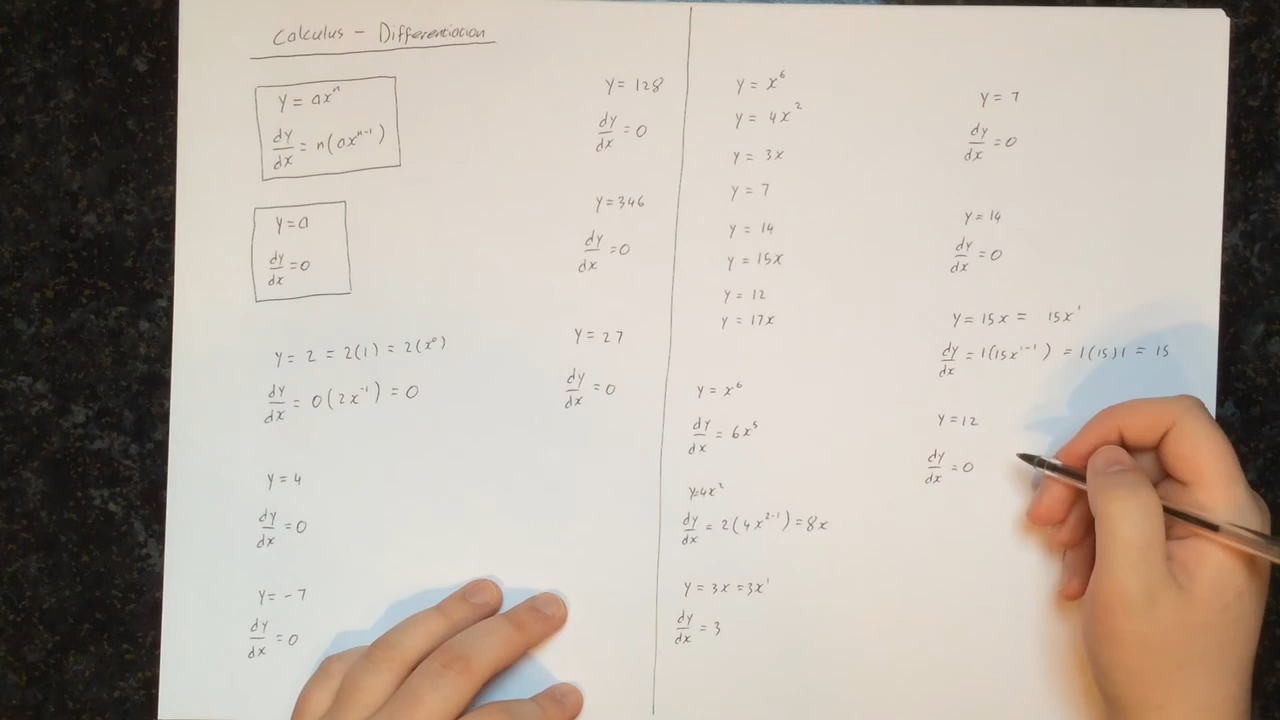 Calculus - Differentiation
y = ax^n
dy/dx = n(ax^(n-1))
y = a
dy/dx = 0
y = 2 = 2(1) = 2(x^0)
dy/dx = 0(2x^-1) = 0
y = 4
dy/dx = 0
y = -7
dy/dx = 0
y = 128
dy/dx = 0
y = 346
dy/dx = 0
y = 27
dy/dx = 0
y = x^6
y = 4x^2
y = 3x
y = 7
y = 14
y = 15x
y = 12
y = 17x
y = x^6
dy/dx = 6x^5
y = 4x^2
dy/dx = 2(4x^(2-1)) = 8x
y = 3x = 3x^1
dy/dx = 3
y = 7
dy/dx = 0
y = 14
dy/dx = 0
y = 15x = 15x^1
dy/dx = 1(15x^(1-1)) = 1(15)1 = 15
y = 12
dy/dx = 0